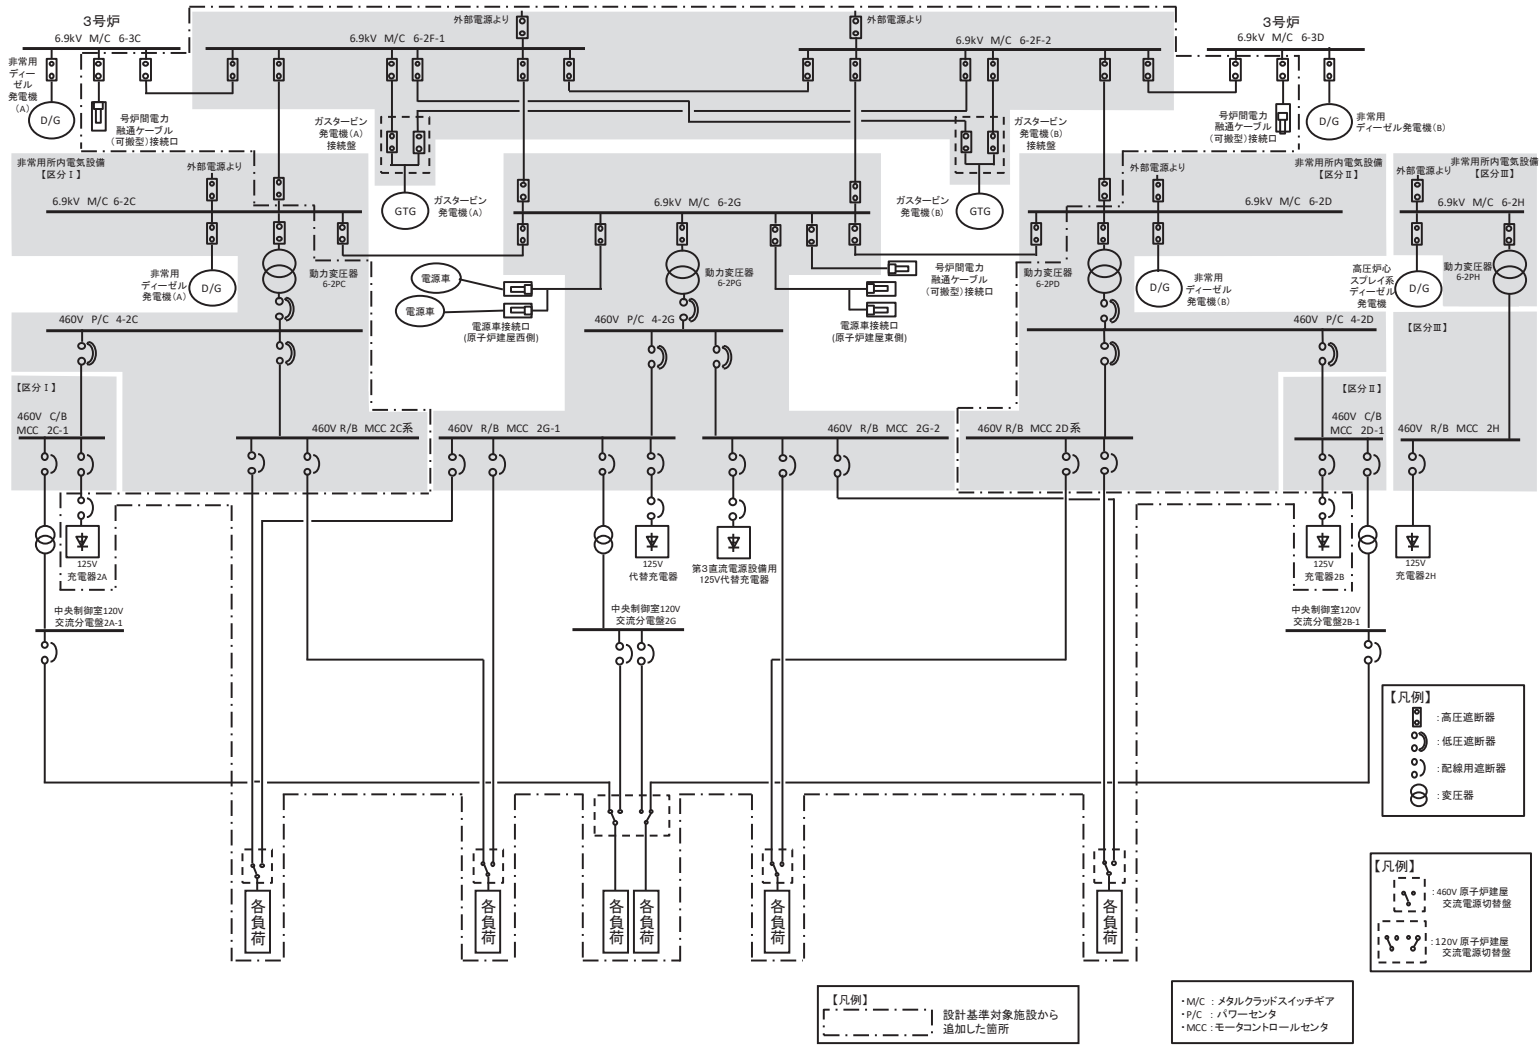 3号炉
6.9kV M/C 6-3C
外部電源より
6.9kV M/C 6-2F-1
外部電源より
6.9kV M/C 6-2F-2
3号炉
6.9kV M/C 6-3D
非常用
ディー
ゼル
発電機
(A)
D/G
号炉間電力
融通ケーブル
(可搬型)接続口
ガスタービン
発電機(A)
接続盤
ガスタービン
発電機(B)
接続盤
号炉間電力
融通ケーブル
(可搬型)接続口
D/G
非常用
ディーゼル発電機(B)
非常用所内電気設備
【区分Ⅰ】
外部電源より
6.9kV M/C 6-2C
GTG
ガスタービン
発電機(A)
6.9kV M/C 6-2G
ガスタービン
発電機(B)
GTG
外部電源より
非常用所内電気設備
【区分Ⅱ】
6.9kV M/C 6-2D
非常用所内電気設備
【区分Ⅲ】
外部電源より
6.9kV M/C 6-2H
非常用
ディーゼル
発電機(A)
D/G
動力変圧器
6-2PC
電源車
電源車
電源車接続口
(原子炉建屋西側)
動力変圧器
6-2PG
号炉間電力
融通ケーブル
(可搬型)接続口
電源車接続口
(原子炉建屋東側)
動力変圧器
6-2PD
D/G
非常用
ディーゼル
発電機(B)
高圧炉心
スプレイ系
ディーゼル
発電機
D/G
動力変圧器
6-2PH
460V P/C 4-2C
460V P/C 4-2G
460V P/C 4-2D
【区分Ⅲ】
【区分Ⅰ】
460V C/B
MCC 2C-1
460V R/B MCC 2C系
460V R/B MCC 2G-1
460V R/B MCC 2G-2
460V R/B MCC 2D系
【区分Ⅱ】
460V C/B
MCC 2D-1
460V R/B MCC 2H
125V
充電器2A
125V
代替充電器
第3直流電源設備用
125V代替充電器
125V
充電器2B
125V
充電器2H
中央制御室120V
交流分電盤2A-1
中央制御室120V
交流分電盤2G
中央制御室120V
交流分電盤2B-1
【凡例】
:高圧遮断器
:低圧遮断器
:配線用遮断器
:変圧器
各負荷
各負荷
各負荷
各負荷
各負荷
各負荷
【凡例】
:460V 原子炉建屋
交流電源切替盤
:120V 原子炉建屋
交流電源切替盤
【凡例】
設計基準対象施設から
追加した箇所
・M/C :メタルクラッドスイッチギア
・P/C :パワーセンタ
・MCC :モータコントロールセンタ